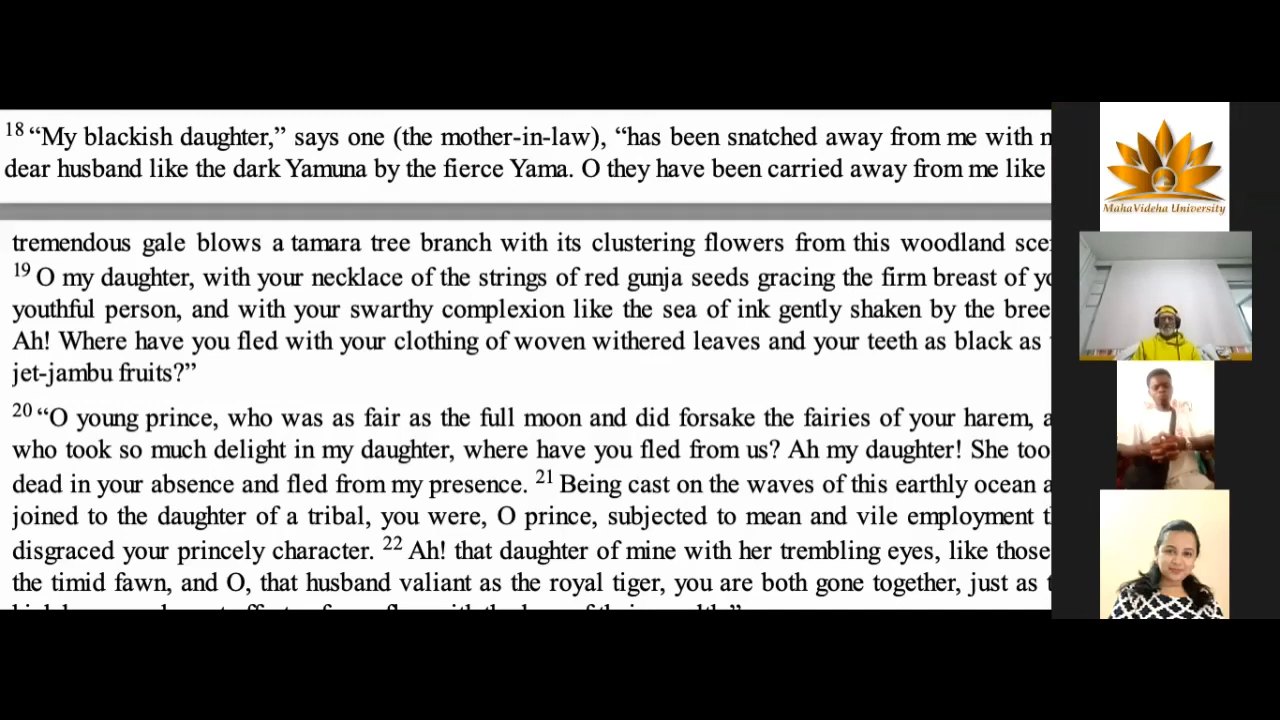 18 “My blackish daughter,” says one (the mother-in-law), “has been snatched away from me with
dear husband like the dark Yamuna by the fierce Yama. O they have been carried away from me like
tremendous gale blows a tamara tree branch with its clustering flowers from this woodland
19 O my daughter, with your necklace of the strings of red gunja seeds gracing the firm breast of
youthful person, and with your swarthy complexion like the sea of ink gently shaken by the
Ah! Where have you fled with your clothing of woven withered leaves and your teeth as black as
jet-jambu fruits?”
20 “O young prince, who was as fair as the full moon and did forsake the fairies of your harem,
who took so much delight in my daughter, where have you fled from us? Ah my daughter! She too
dead in your absence and fled from my presence. 21 Being cast on the waves of this earthly ocean
joined to the daughter of a tribal, you were, O prince, subjected to mean and vile employment
disgraced your princely character. 22 Ah! that daughter of mine with her trembling eyes, like those
the timid fawn, and O, that husband valiant as the royal tiger, you are both gone together, just as
MahaVideha University